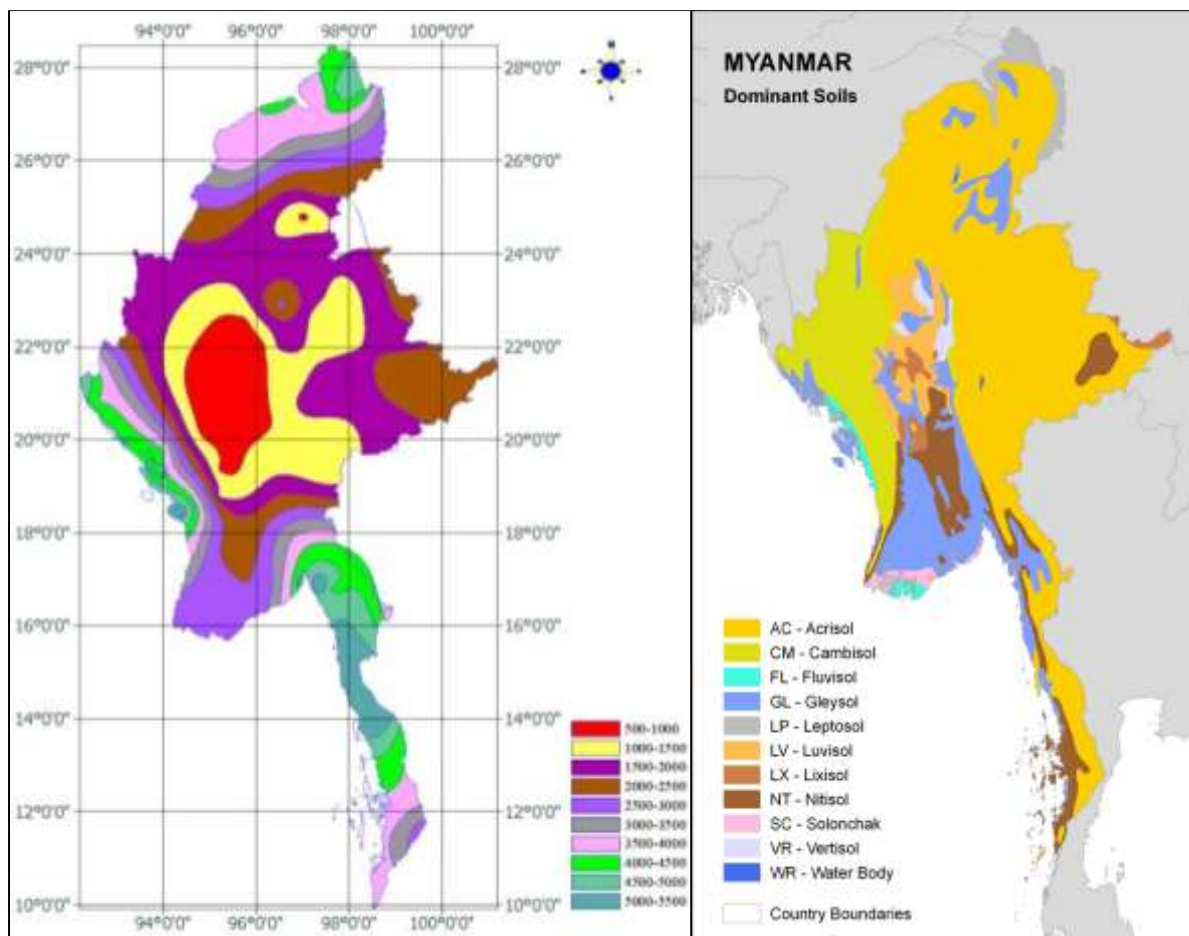 94°0'0" 96°0'0" 98°0'0" 100°0'0"
28°0'0" 28°0'0"
26°0'0" 26°0'0"
24°0'0" 24°0'0"
22°0'0" 22°0'0"
20°0'0" 20°0'0"
18°0'0" 18°0'0"
16°0'0" 16°0'0"
14°0'0" 14°0'0"
12°0'0" 12°0'0"
10°0'0" 10°0'0"
94°0'0" 96°0'0" 98°0'0" 100°0'0"
500-1000
1000-1500
1500-2000
2000-2500
2500-3000
3000-3500
3500-4000
4000-4500
4500-5000
5000-5500
MYANMAR
Dominant Soils
AC - Acrisol
CM - Cambisol
FL - Fluvisol
GL - Gleysol
LP - Leptosol
LV - Luvisol
LX - Lixisol
NT - Nitisol
SC - Solonchak
VR - Vertisol
WR - Water Body
Country Boundaries